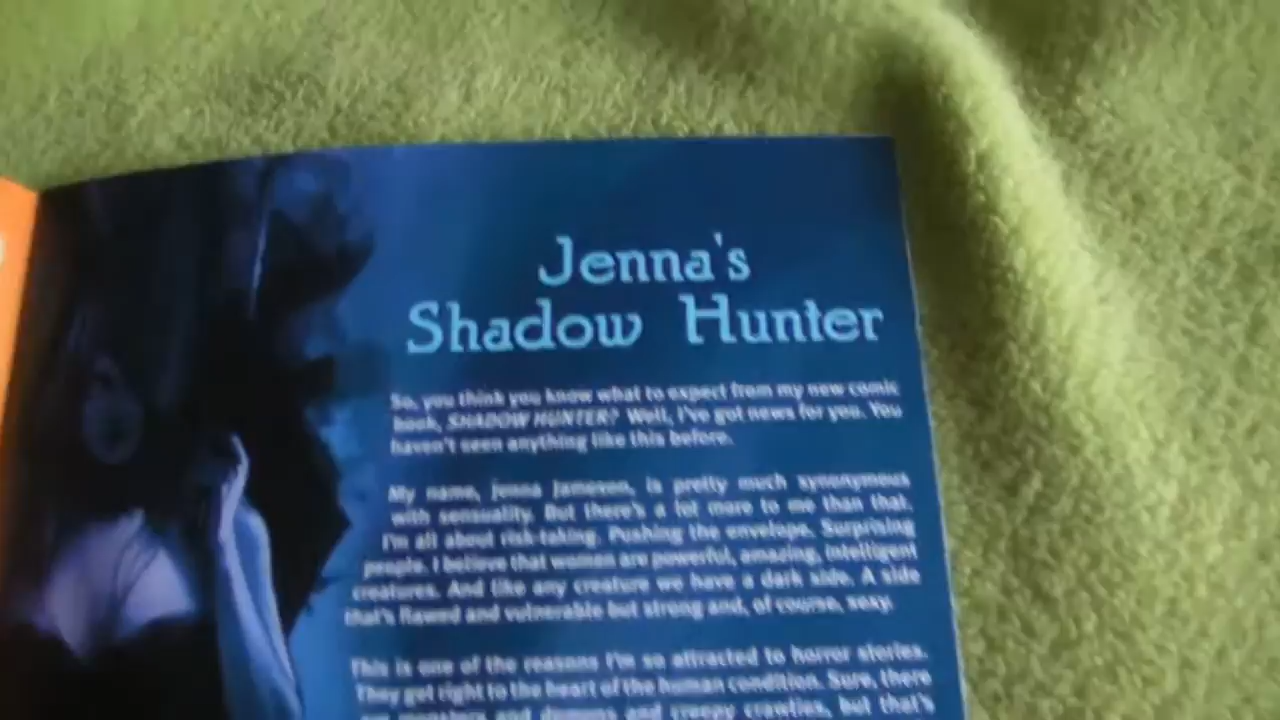 Jenna's
Shadow Hunter
So, you think you know what to expect from my new comic
book, SHADOW HUNTER? Well, I've got news for you. You
haven't seen anything like this before.
My name, Jenna Jameson, is pretty much synonymous
with sensuality. But there's a lot more to me than that.
I'm all about risk-taking. Pushing the envelope. Surprising
people. I believe that women are powerful, amazing, intelligent
creatures. And like any creature we have a dark side. A side
that's flawed and vulnerable but strong and, of course, sexy.
This is one of the reasons I'm so attracted to horror stories.
They get right to the heart of the human condition. Sure, there
are monsters and demons and creepy crawlies, but that's